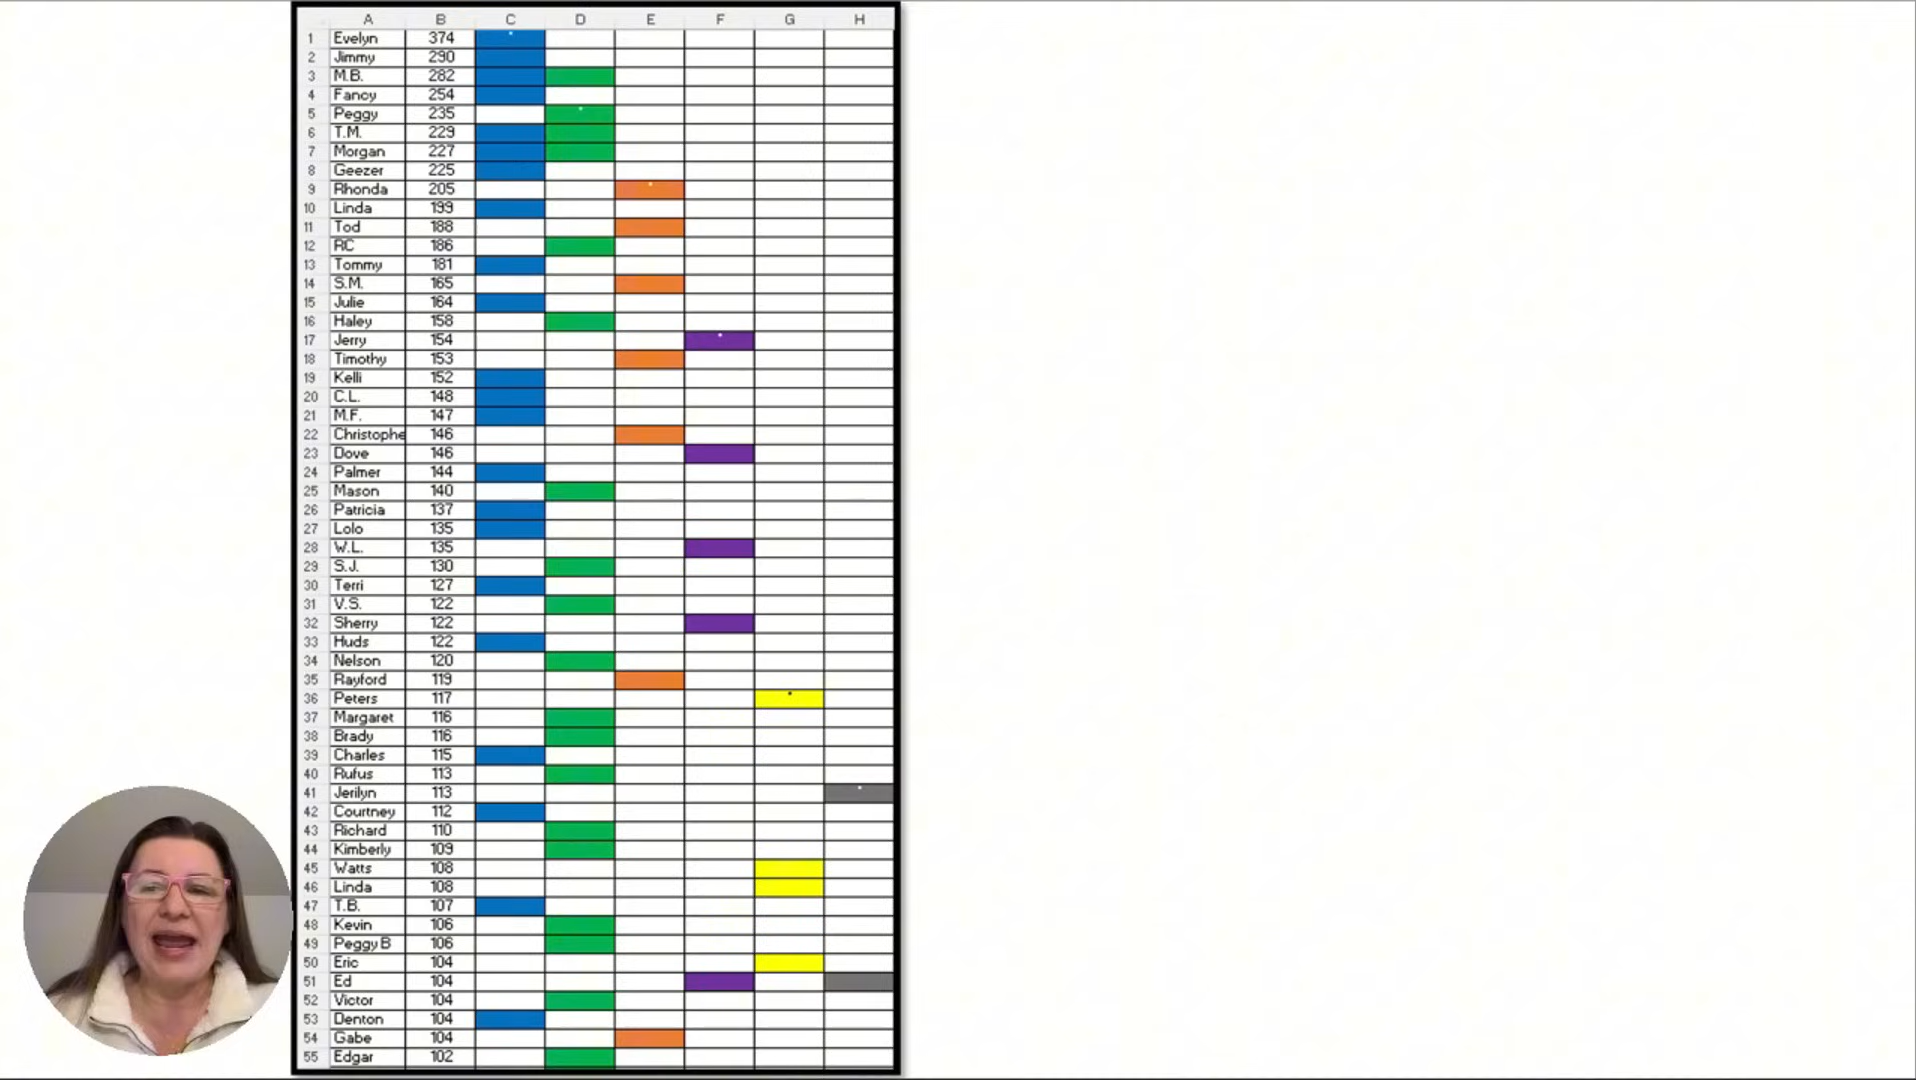 A B C D E F G H
1 Evelyn 374
2 Jimmy 290
3 M.B. 282
4 Fancy 254
5 Peggy 235
6 T.M. 229
7 Morgan 227
8 Geezer 225
9 Rhonda 205
10 Linda 199
11 Tod 188
12 RC 186
13 Tommy 181
14 S.M. 165
15 Julie 164
16 Haley 158
17 Jerry 154
18 Timothy 153
19 Kelli 152
20 C.L. 148
21 M.F. 147
22 Christophe 146
23 Dove 146
24 Palmer 144
25 Mason 140
26 Patricia 137
27 Lolo 135
28 W.L. 135
29 S.J. 130
30 Terri 127
31 V.S. 122
32 Sherry 122
33 Huds 122
34 Nelson 120
35 Rayford 119
36 Peters 117
37 Margaret 116
38 Brady 116
39 Charles 115
40 Rufus 113
41 Jerilyn 113
42 Courtney 112
43 Richard 110
44 Kimberly 109
45 Watts 108
46 Linda 108
47 T.B. 107
48 Kevin 106
49 Peggy B 106
50 Eric 104
51 Ed 104
52 Victor 104
53 Denton 104
54 Gabe 104
55 Edgar 102